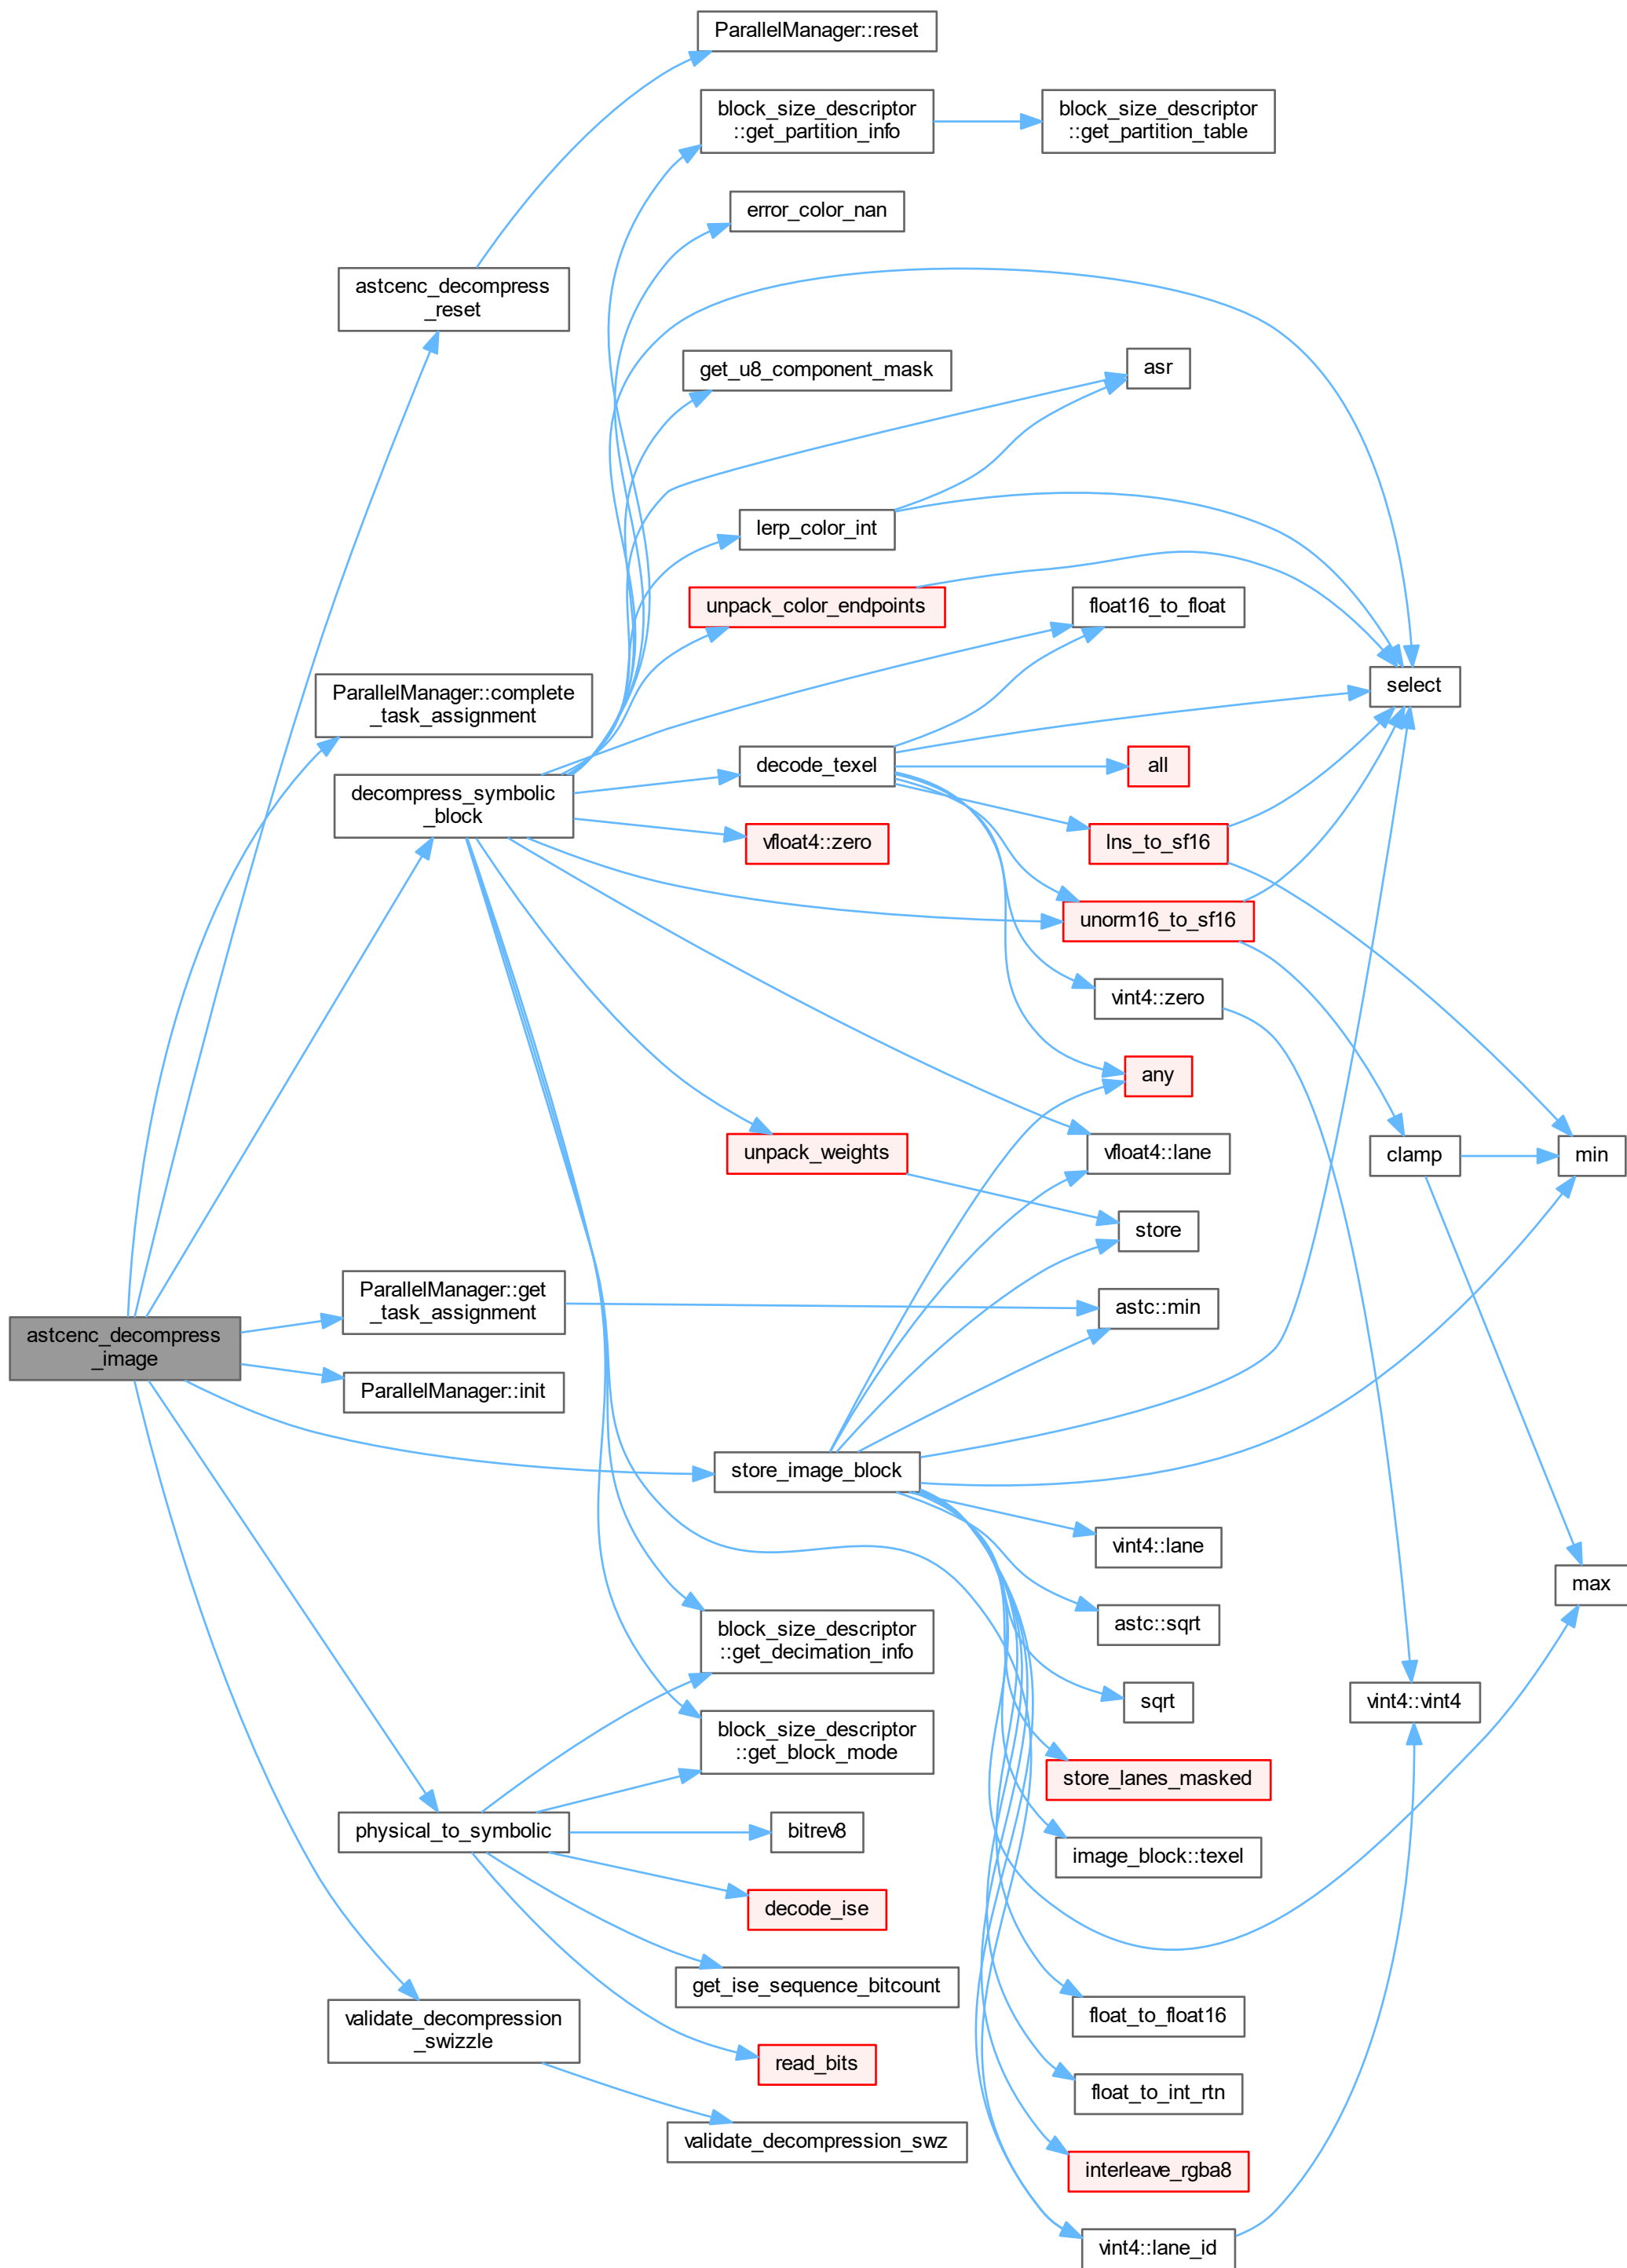 ParallelManager::reset
block_size_descriptor
::get_partition_info
block_size_descriptor
::get_partition_table
error_color_nan
astcenc_decompress
_reset
get_u8_component_mask
asr
lerp_color_int
unpack_color_endpoints
float16_to_float
select
ParallelManager::complete
_task_assignment
decode_texel
all
decompress_symbolic
_block
vfloat4::zero
lns_to_sf16
unorm16_to_sf16
vint4::zero
any
unpack_weights
vfloat4::lane
clamp
min
store
ParallelManager::get
_task_assignment
astc::min
astcenc_decompress
_image
ParallelManager::init
store_image_block
vint4::lane
max
astc::sqrt
block_size_descriptor
::get_decimation_info
sqrt
vint4::vint4
block_size_descriptor
::get_block_mode
store_lanes_masked
physical_to_symbolic
bitrev8
image_block::texel
decode_ise
get_ise_sequence_bitcount
float_to_float16
validate_decompression
_swizzle
read_bits
float_to_int_rtn
validate_decompression_swz
interleave_rgba8
vint4::lane_id